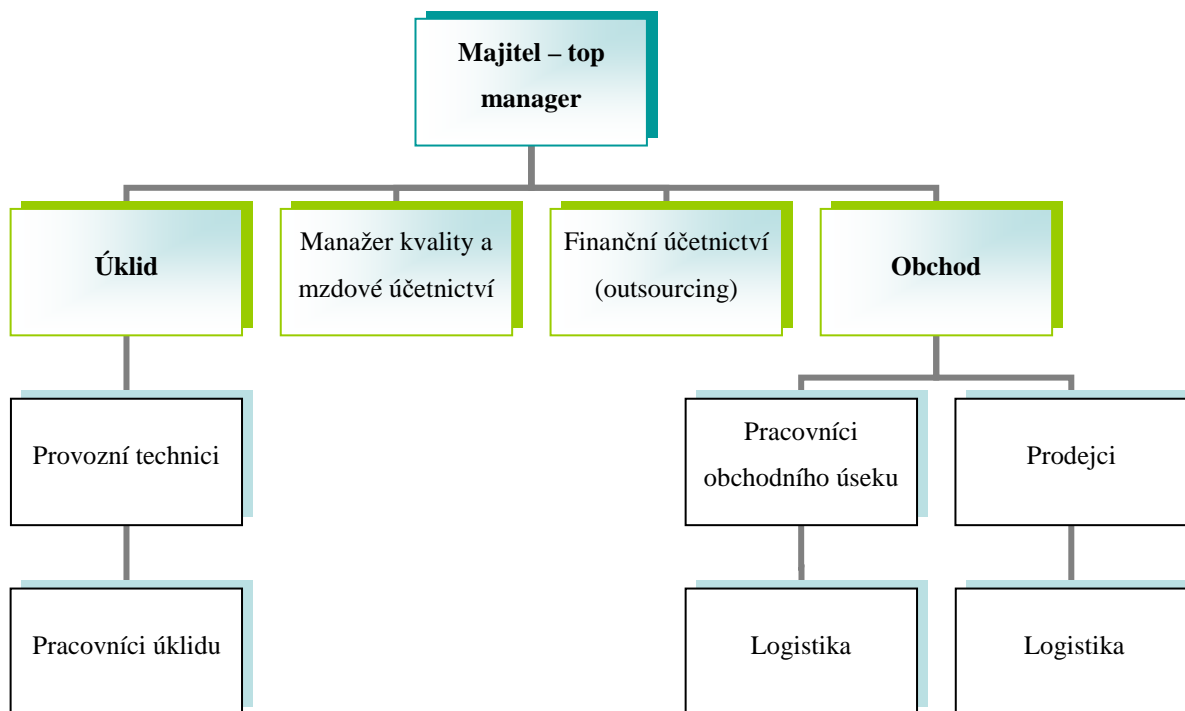 Majitel – top
manager
Úklid
Manažer kvality a
mzdové účetnictví
Finanční účetnictví
(outsourcing)
Obchod
Provozní technici
Pracovníci
obchodního úseku
Prodejci
Pracovníci úklidu
Logistika
Logistika